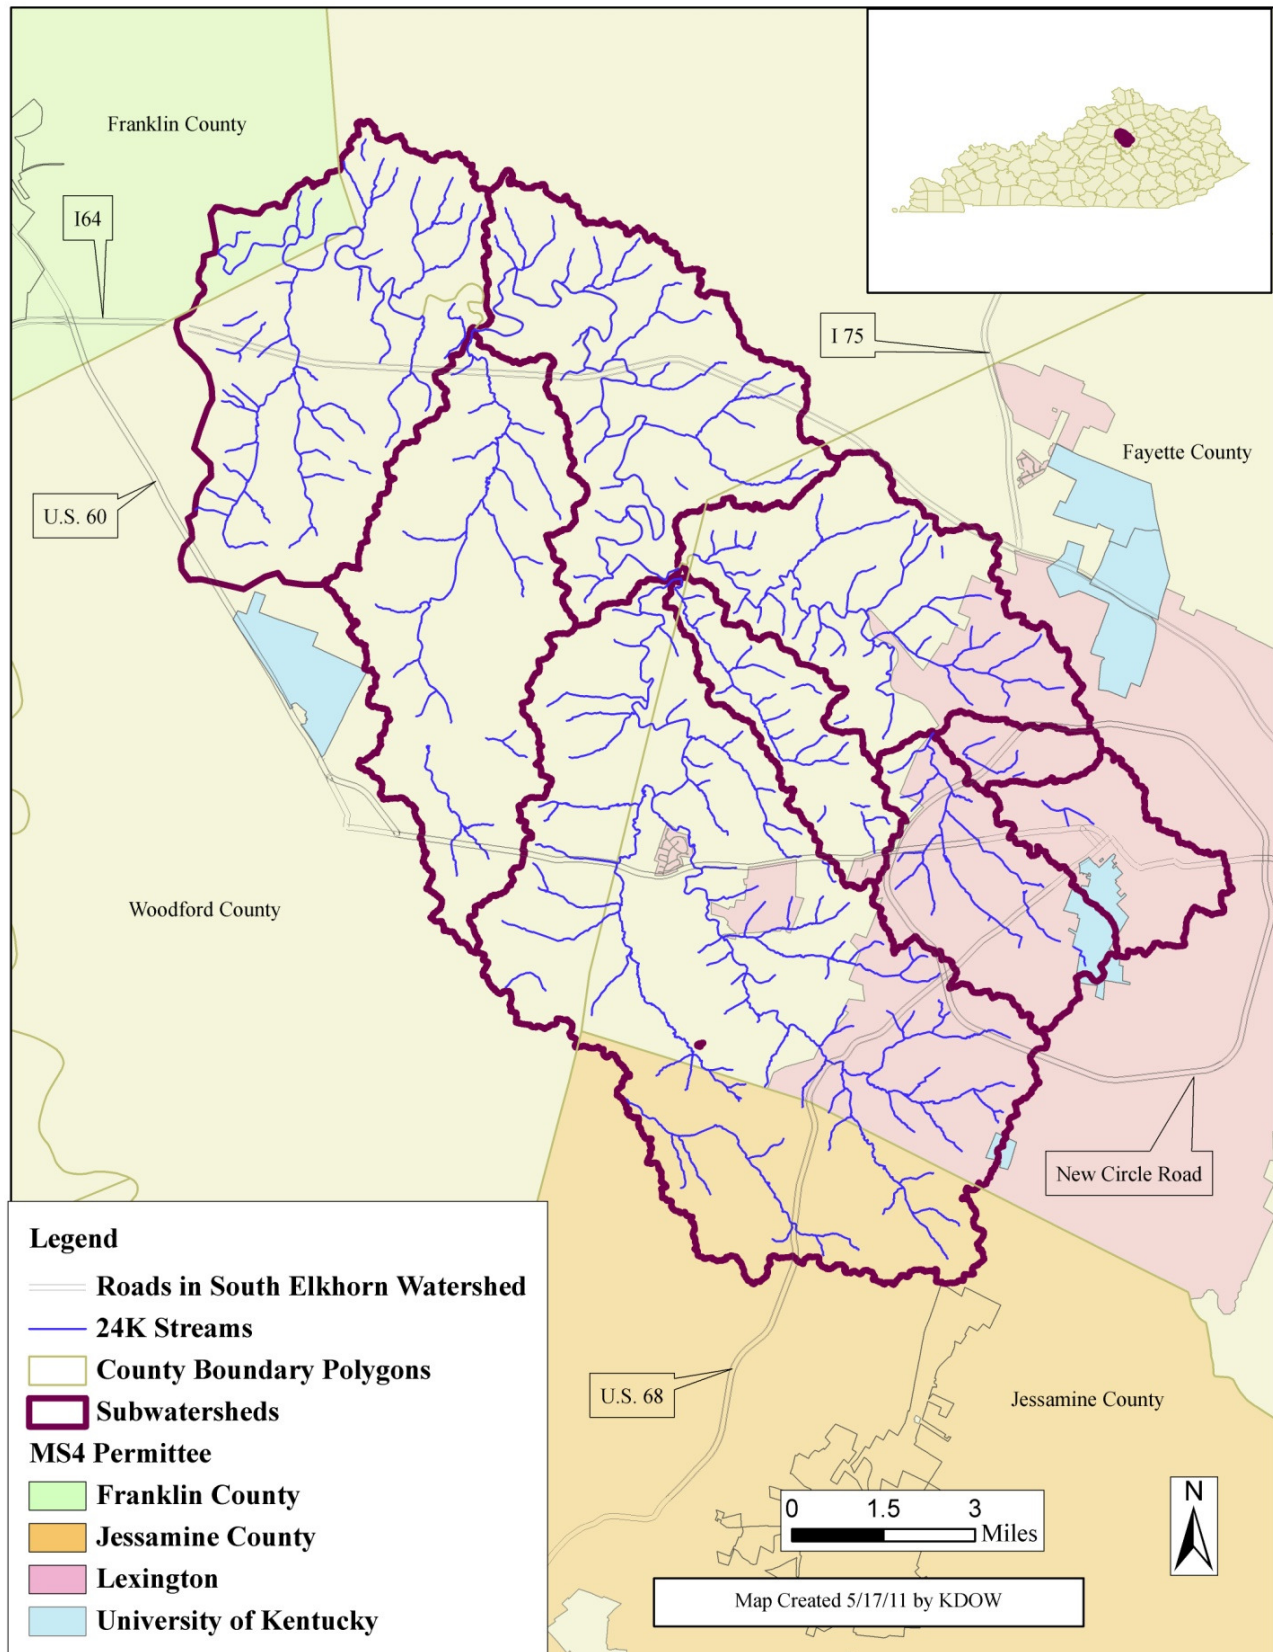 Franklin County
I64
I 75
Fayette County
U.S. 60
Woodford County
New Circle Road
U.S. 68
Jessamine County
Legend
Roads in South Elkhorn Watershed
24K Streams
County Boundary Polygons
Subwatersheds
MS4 Permittee
Franklin County
Jessamine County
Lexington
University of Kentucky
0 1.5 3
Miles
N
Map Created 5/17/11 by KDOW